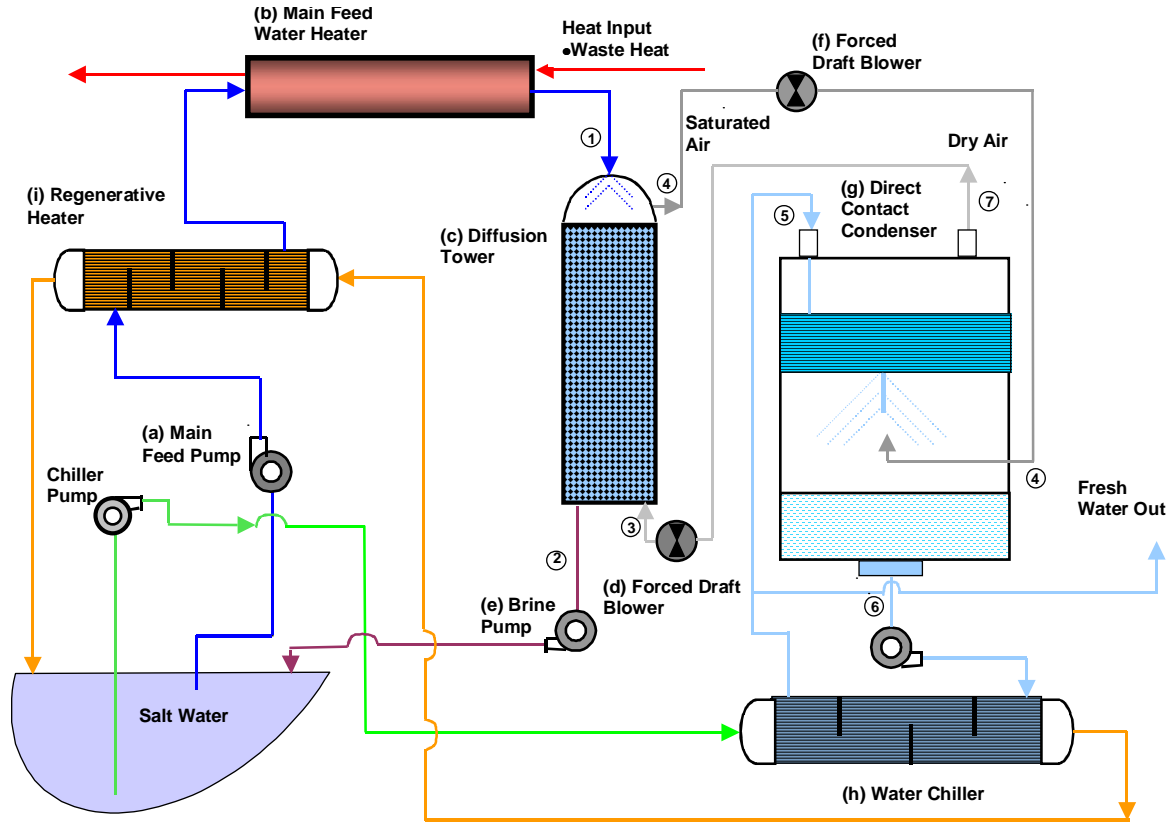 (b) Main Feed
Water Heater
Heat Input
•Waste Heat
(f) Forced
Draft Blower
①
Saturated
Air
Dry Air
(i) Regenerative
Heater
④
(g) Direct
Contact
Condenser
⑤
⑦
(c) Diffusion
Tower
(a) Main
Feed Pump
Chiller
Pump
④
Fresh
Water Out
③
②
(d) Forced Draft
Blower
(e) Brine
Pump
⑥
Salt Water
(h) Water Chiller